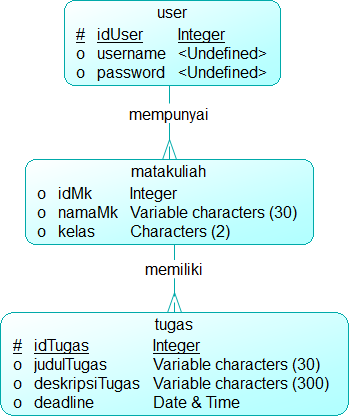 user
# idUser Integer
o username <Undefined>
o password <Undefined>
mempunyai
matakuliah
o idMk Integer
o namaMk Variable characters (30)
o kelas Characters (2)
memiliki
tugas
# idTugas Integer
o judulTugas Variable characters (30)
o deskripsiTugas Variable characters (300)
o deadline Date & Time